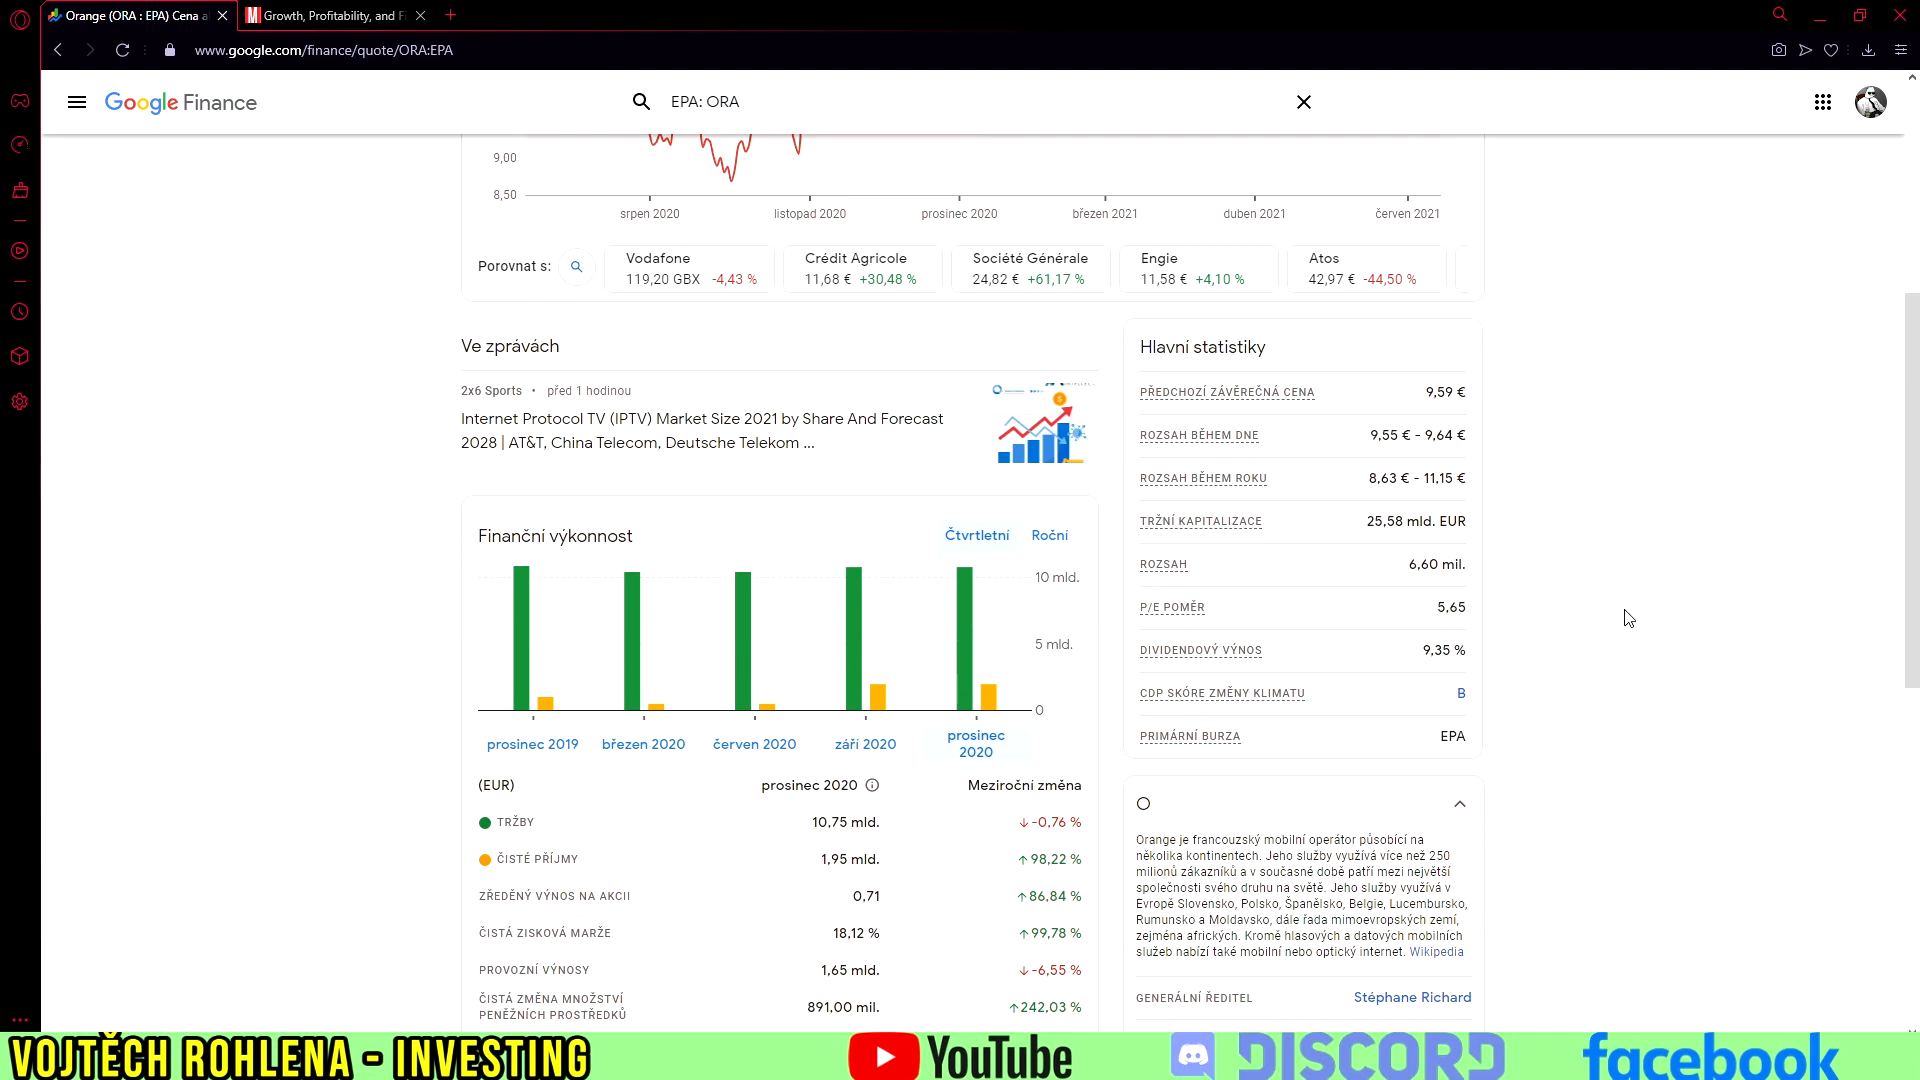 Orange (ORA : EPA) Cena a
Growth, Profitability, and F
www.google.com/finance/quote/ORA:EPA
Google Finance
EPA: ORA
9,00
8,50
srpen 2020
listopad 2020
prosinec 2020
březen 2021
duben 2021
červen 2021
Porovnat s:
Vodafone
119,20 GBX -4,43 %
Crédit Agricole
11,68 € +30,48 %
Société Générale
24,82 € +61,17 %
Engie
11,58 € +4,10 %
Atos
42,97 € -44,50 %
Ve zprávách
2x6 Sports • před 1 hodinou
Internet Protocol TV (IPTV) Market Size 2021 by Share And Forecast
2028 | AT&T, China Telecom, Deutsche Telekom ...
Finanční výkonnost
Čtvrtletní
Roční
10 mld.
5 mld.
0
prosinec 2019
březen 2020
červen 2020
září 2020
prosinec
2020
(EUR) prosinec 2020 Meziroční změna
TRŽBY 10,75 mld. ↓-0,76 %
ČISTÉ PŘÍJMY 1,95 mld. ↑98,22 %
ZŘEDĚNÝ VÝNOS NA AKCII 0,71 ↑86,84 %
ČISTÁ ZISKOVÁ MARŽE 18,12 % ↑99,78 %
PROVOZNÍ VÝNOSY 1,65 mld. ↓-6,55 %
ČISTÁ ZMĚNA MNOŽSTVÍ
PENĚŽNÍCH PROSTŘEDKŮ 891,00 mil. ↑242,03 %
Hlavní statistiky
PŘEDCHOZÍ ZÁVĚREČNÁ CENA 9,59 €
ROZSAH BĚHEM DNE 9,55 € - 9,64 €
ROZSAH BĚHEM ROKU 8,63 € - 11,15 €
TRŽNÍ KAPITALIZACE 25,58 mld. EUR
ROZSAH 6,60 mil.
P/E POMĚR 5,65
DIVIDENDOVÝ VÝNOS 9,35 %
CDP SKÓRE ZMĚNY KLIMATU B
PRIMÁRNÍ BURZA EPA
Orange je francouzský mobilní operátor působící na
několika kontinentech. Jeho služby využívá více než 250
milionů zákazníků a v současné době patří mezi největší
společnosti svého druhu na světě. Jeho služby využívá v
Evropě Slovensko, Polsko, Španělsko, Belgie, Lucembursko,
Rumunsko a Moldavsko, dále řada mimoevropských zemí,
zejména afrických. Kromě hlasových a datových mobilních
služeb nabízí také mobilní nebo optický internet. Wikipedia
GENERÁLNÍ ŘEDITEL Stéphane Richard
VOJTĚCH ROHLENA - INVESTING
YouTube
DISCORD
facebook